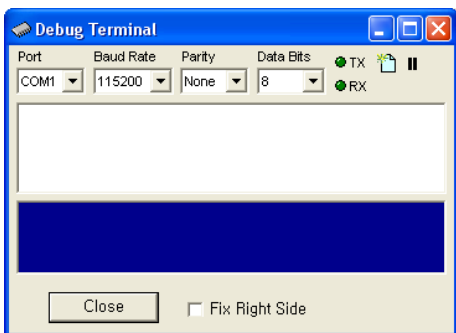 Debug Terminal
Port Baud Rate Parity Data Bits
COM1 115200 None 8
TX
RX
Close Fix Right Side